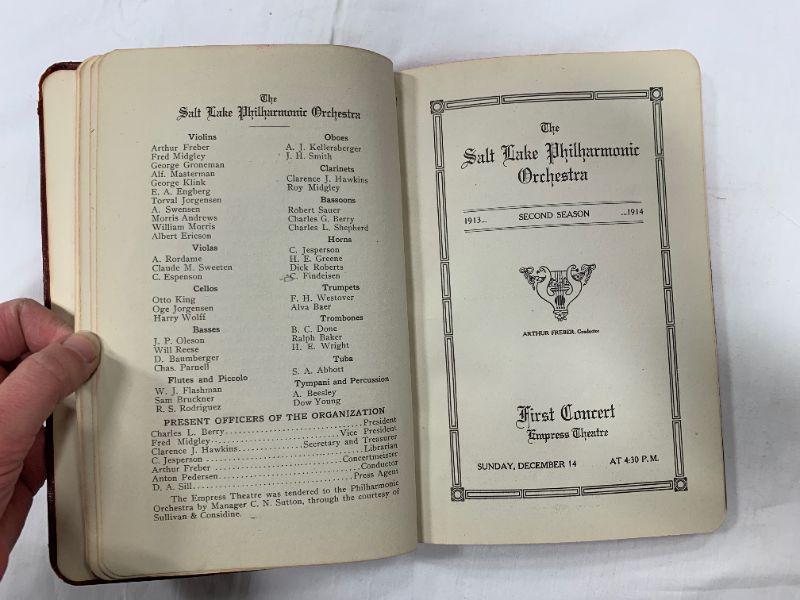 The
Salt Lake Philharmonic Orchestra
Violins
Arthur Freber
Fred Midgley
George Groneman
Alf. Masterman
George Klink
E. A. Engberg
Torval Jorgensen
A. Swensen
Morris Andrews
William Morris
Albert Ericson
Violas
A. Rordame
Claude M. Sweeten
C. Espenson
Cellos
Otto King
Oge Jorgensen
Harry Wolff
Basses
J. P. Oleson
Will Reese
D. Baumberger
Chas. Parnell
Flutes and Piccolo
W. J. Flashman
Sam Bruckner
R. S. Rodriguez
Oboes
A. J. Kellersberger
J. H. Smith
Clarinets
Clarence J. Hawkins
Roy Midgley
Bassoons
Robert Sauer
Charles G. Berry
Charles L. Shepherd
Horns
C. Jesperson
H. E. Greene
Dick Roberts
C. Findeisen
Trumpets
F. H. Westover
Alva Baer
Trombones
B. C. Done
Ralph Baker
H. E. Wright
Tuba
S. A. Abbott
Tympani and Percussion
A. Beesley
Dow Young
PRESENT OFFICERS OF THE ORGANIZATION
Charles L. Berry.............................President
Fred Midgley.............................Vice President
Clarence J. Hawkins................Secretary and Treasurer
C. Jesperson.............................Librarian
Arthur Freber.............................Concertmeister
Anton Pedersen.............................Conductor
D. A. Sill.............................Press Agent
The Empress Theatre was tendered to the Philharmonic
Orchestra by Manager C. N. Sutton, through the courtesy of
Sullivan & Considine.
The
Salt Lake Philharmonic
Orchestra
1913... SECOND SEASON ...1914
ARTHUR FREBER, Conductor
First Concert
Empress Theatre
SUNDAY, DECEMBER 14 AT 4:30 P.M.